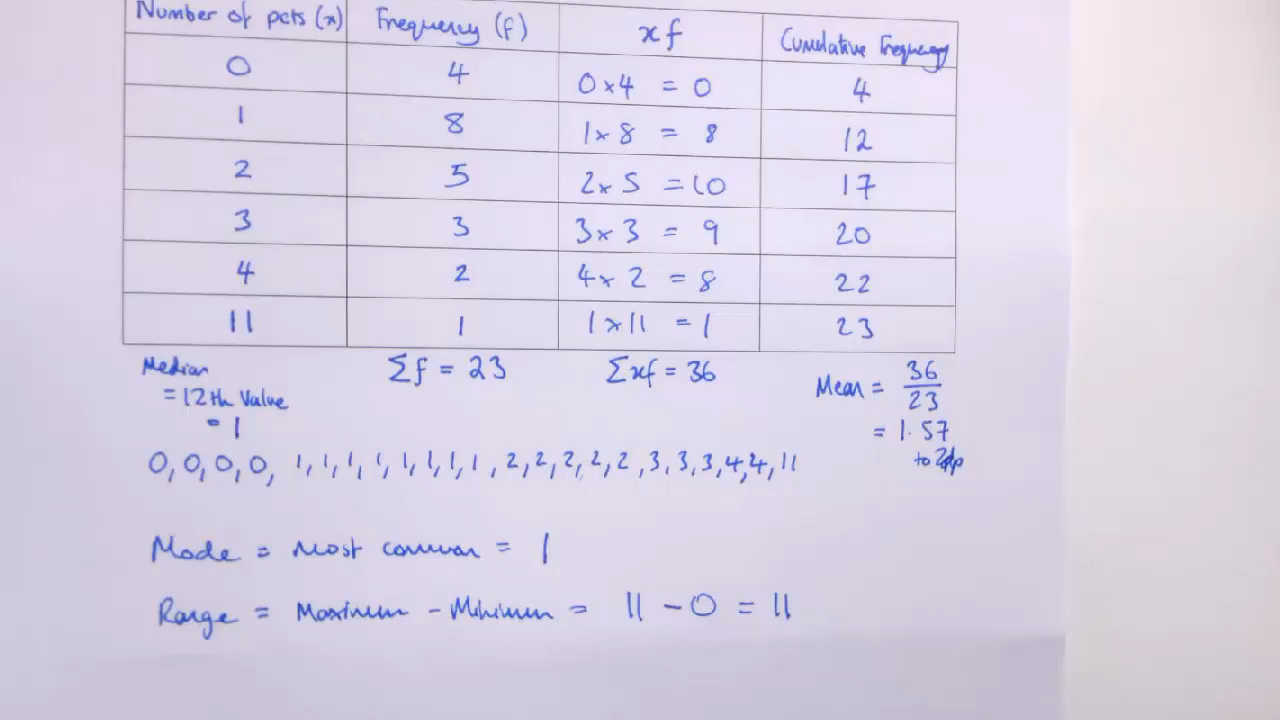 Number of pets (x) Frequency (f) xf Cumulative Frequency
0 4 0 x 4 = 0 4
1 8 1 x 8 = 8 12
2 5 2 x 5 = 10 17
3 3 3 x 3 = 9 20
4 2 4 x 2 = 8 22
11 1 1 x 11 = 1 23
Median
= 12th Value
= 1
Σf = 23
Σxf = 36
Mean = 36/23
= 1.57
to 2dp
0, 0, 0, 0, 1, 1, 1, 1, 1, 1, 1, 1, 2, 2, 2, 2, 2, 3, 3, 3, 4, 4, 11
Mode = Most common = 1
Range = Maximum - Minimum = 11 - 0 = 11